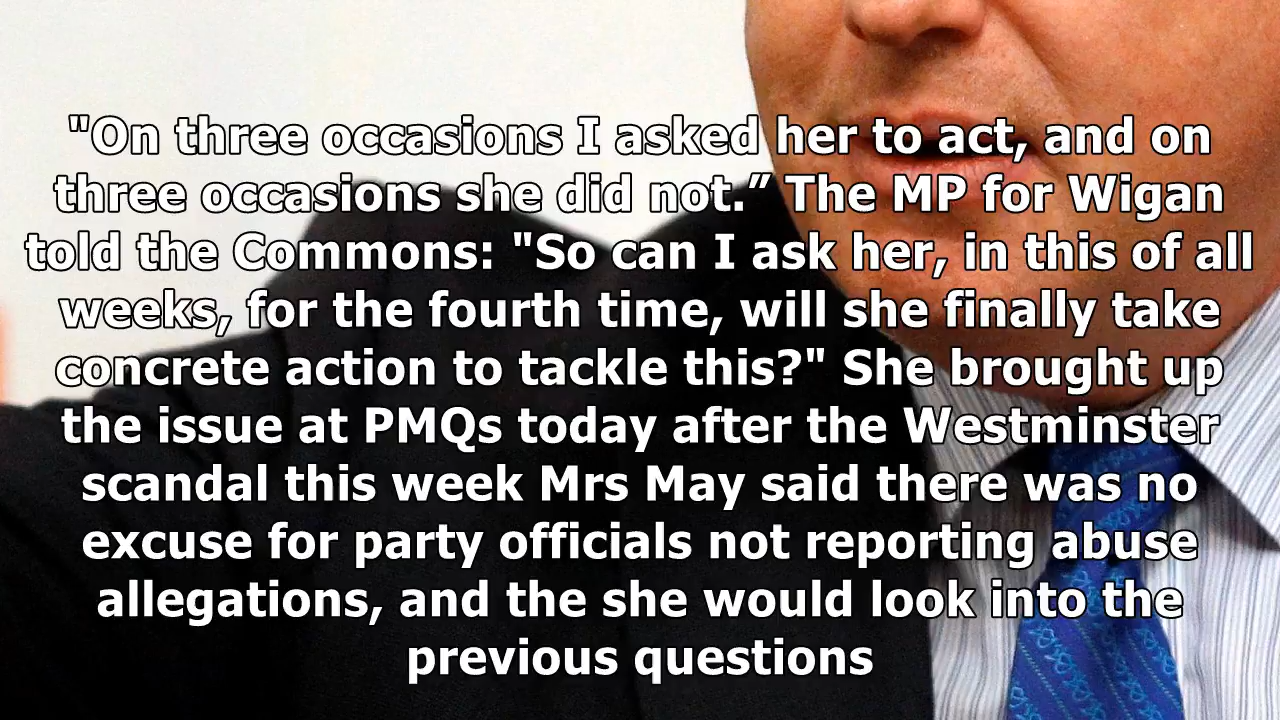 "On three occasions I asked her to act, and on
three occasions she did not.” The MP for Wigan
told the Commons: "So can I ask her, in this of all
weeks, for the fourth time, will she finally take
concrete action to tackle this?" She brought up
the issue at PMQs today after the Westminster
scandal this week Mrs May said there was no
excuse for party officials not reporting abuse
allegations, and the she would look into the
previous questions